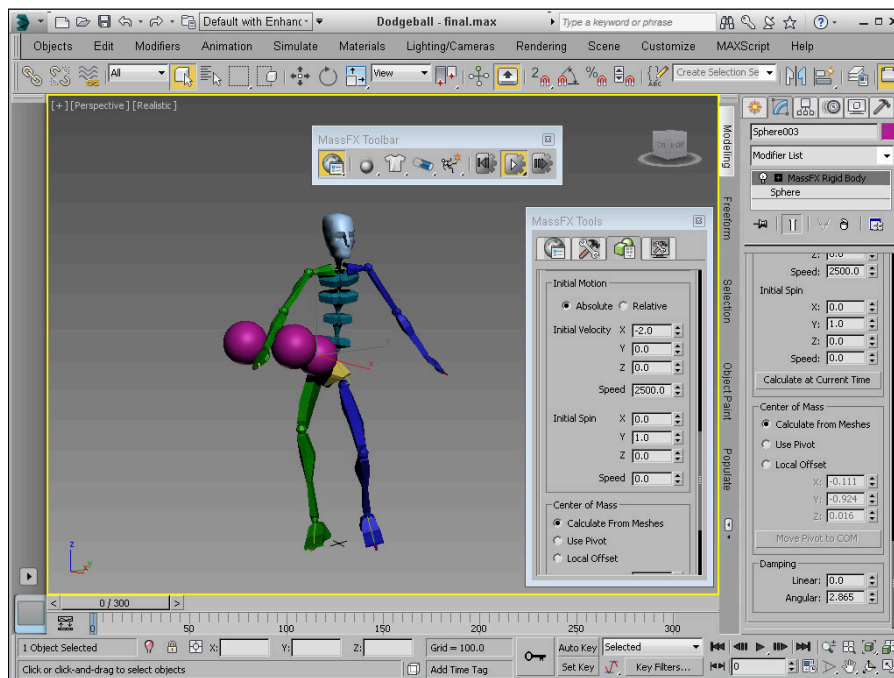 Default with Enhanc
Dodgeball - final.max
Type a keyword or phrase
Objects Edit Modifiers Animation Simulate Materials Lighting/Cameras Rendering Scene Customize MAXScript Help
All
View
Create Selection Se
[+] [Perspective] [Realistic]
MassFX Toolbar
MassFX Tools
Initial Motion
Absolute Relative
Initial Velocity X -2.0
Y 0.0
Z 0.0
Speed 2500.0
Initial Spin X 0.0
Y 1.0
Z 0.0
Speed 0.0
Center of Mass
Calculate From Meshes
Use Pivot
Local Offset
Modeling
Freeform
Selection
Object Paint
Populate
Sphere003
Modifier List
MassFX Rigid Body
Sphere
Z: 0.0
Speed: 2500.0
Initial Spin
X: 0.0
Y: 1.0
Z: 0.0
Speed: 0.0
Calculate at Current Time
Center of Mass
Calculate from Meshes
Use Pivot
Local Offset
X: -0.111
Y: -0.924
Z: 0.016
Move Pivot to COM
Damping
Linear: 0.0
Angular: 2.865
z
x
y
< 0 / 300 >
0 50 100 150 200 250 300
1 Object Selected X: Y: Z: Grid = 100.0 Auto Key Selected
Click or click-and-drag to select objects Add Time Tag Set Key Key Filters... 0